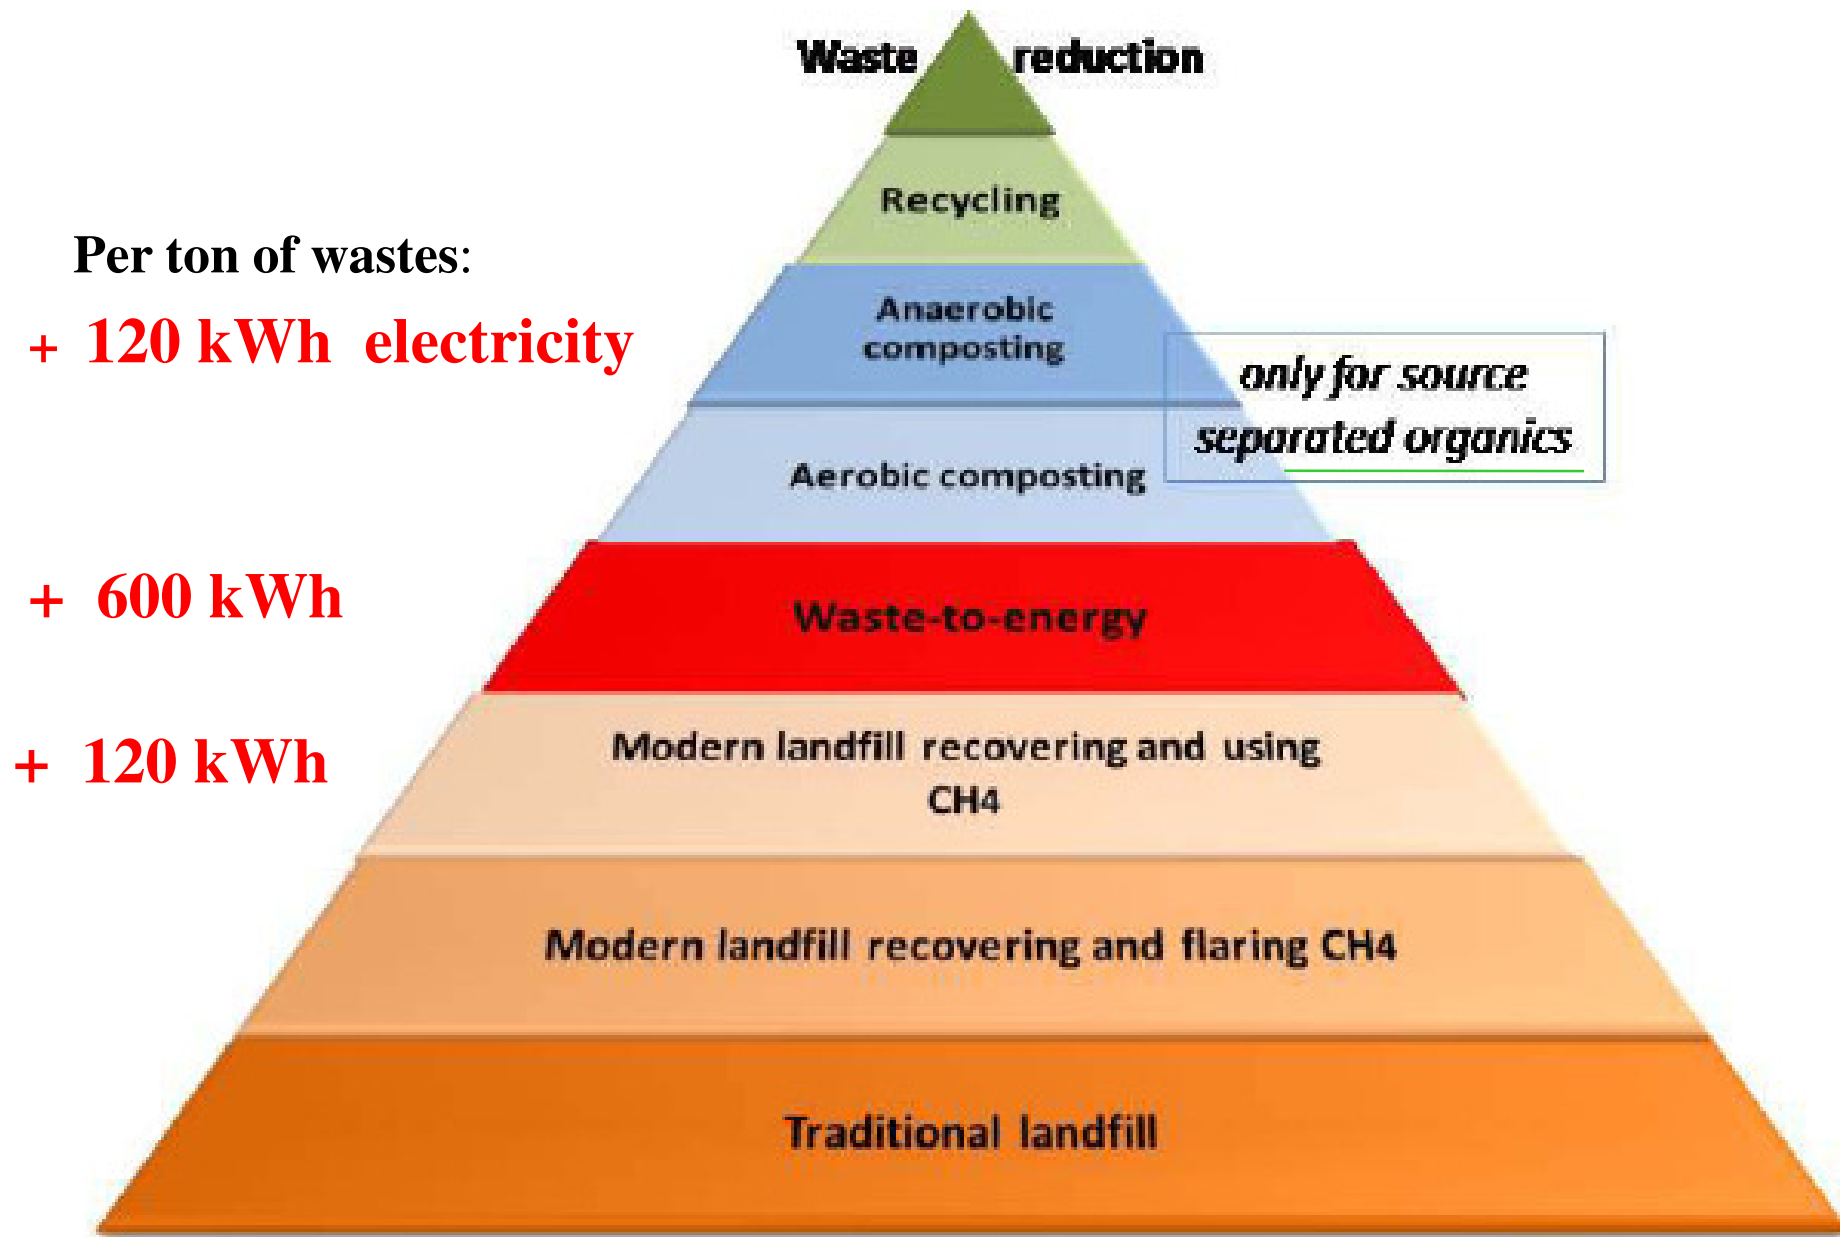 Waste reduction
Recycling
Per ton of wastes:
+ 120 kWh electricity
Anaerobic
composting
only for source
separated organics
Aerobic composting
+ 600 kWh
Waste-to-energy
+ 120 kWh
Modern landfill recovering and using
CH4
Modern landfill recovering and flaring CH4
Traditional landfill